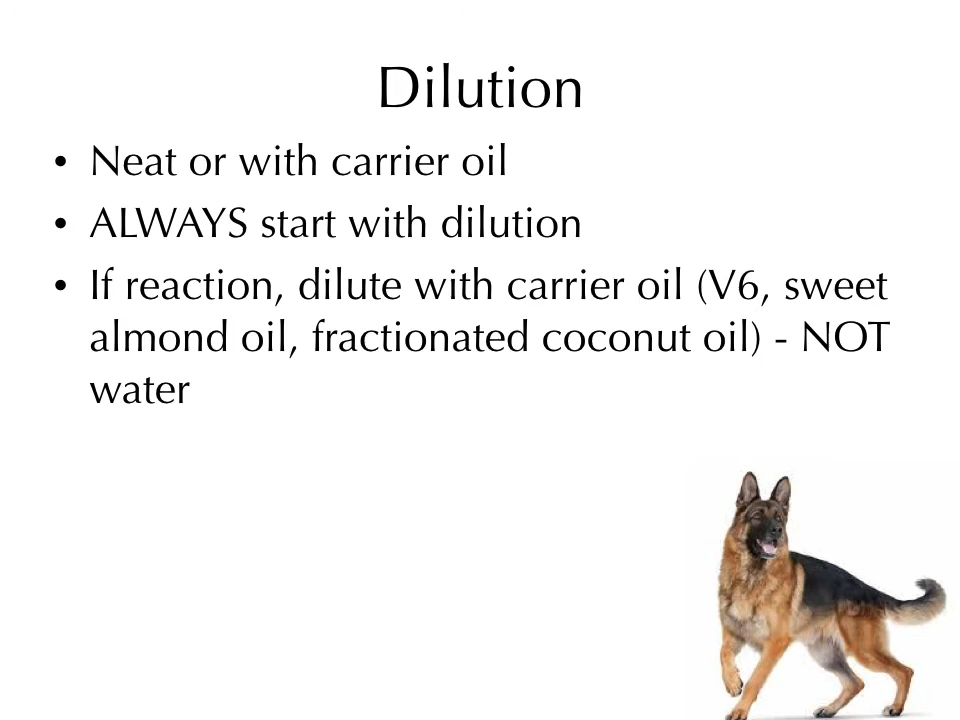 Dilution
• Neat or with carrier oil
• ALWAYS start with dilution
• If reaction, dilute with carrier oil (V6, sweet
almond oil, fractionated coconut oil) - NOT
water